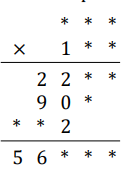 * * *
× 1 * *
2 2 * *
9 0 *
* * 2
5 6 * * *